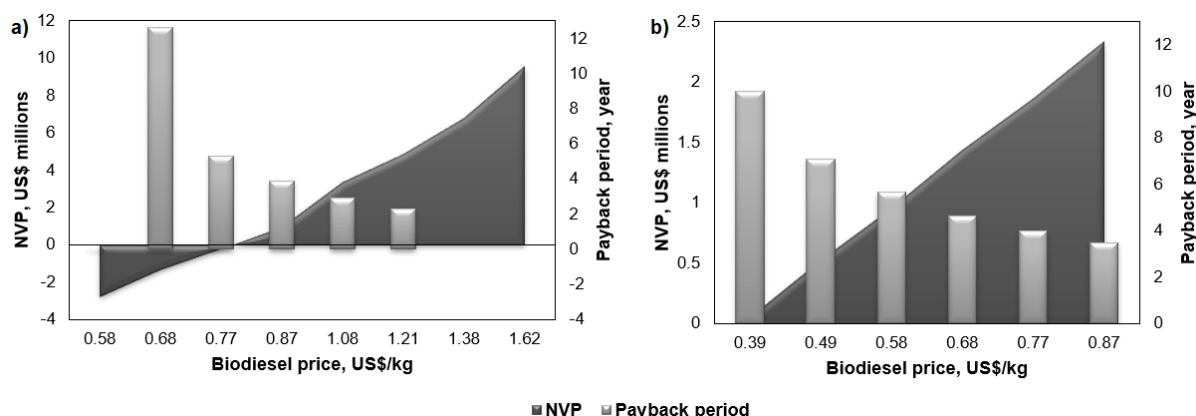 a)
NVP, US$ millions
12
10
8
6
4
2
0
-2
-4
12
10
8
6
4
2
0
-2
-4
Payback period, year
0.58 0.68 0.77 0.87 1.08 1.21 1.38 1.62
Biodiesel price, US$/kg
b)
NVP, US$ millions
2.5
2
1.5
1
0.5
0
12
10
8
6
4
2
0
Payback period, year
0.39 0.49 0.58 0.68 0.77 0.87
Biodiesel price, US$/kg
NVP Payback period